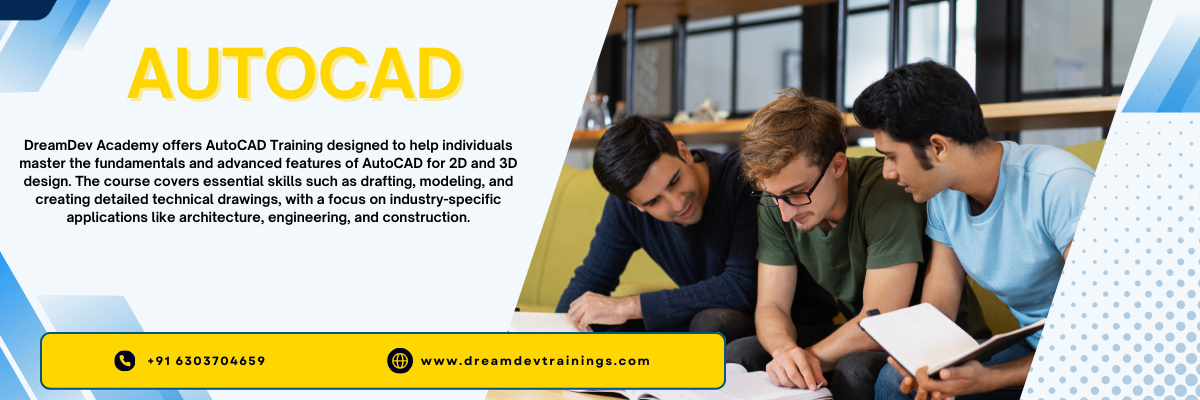 AUTOCAD
DreamDev Academy offers AutoCAD Training designed to help individuals
master the fundamentals and advanced features of AutoCAD for 2D and 3D
design. The course covers essential skills such as drafting, modeling, and
creating detailed technical drawings, with a focus on industry-specific
applications like architecture, engineering, and construction.
+91 6303704659
www.dreamdevtrainings.com